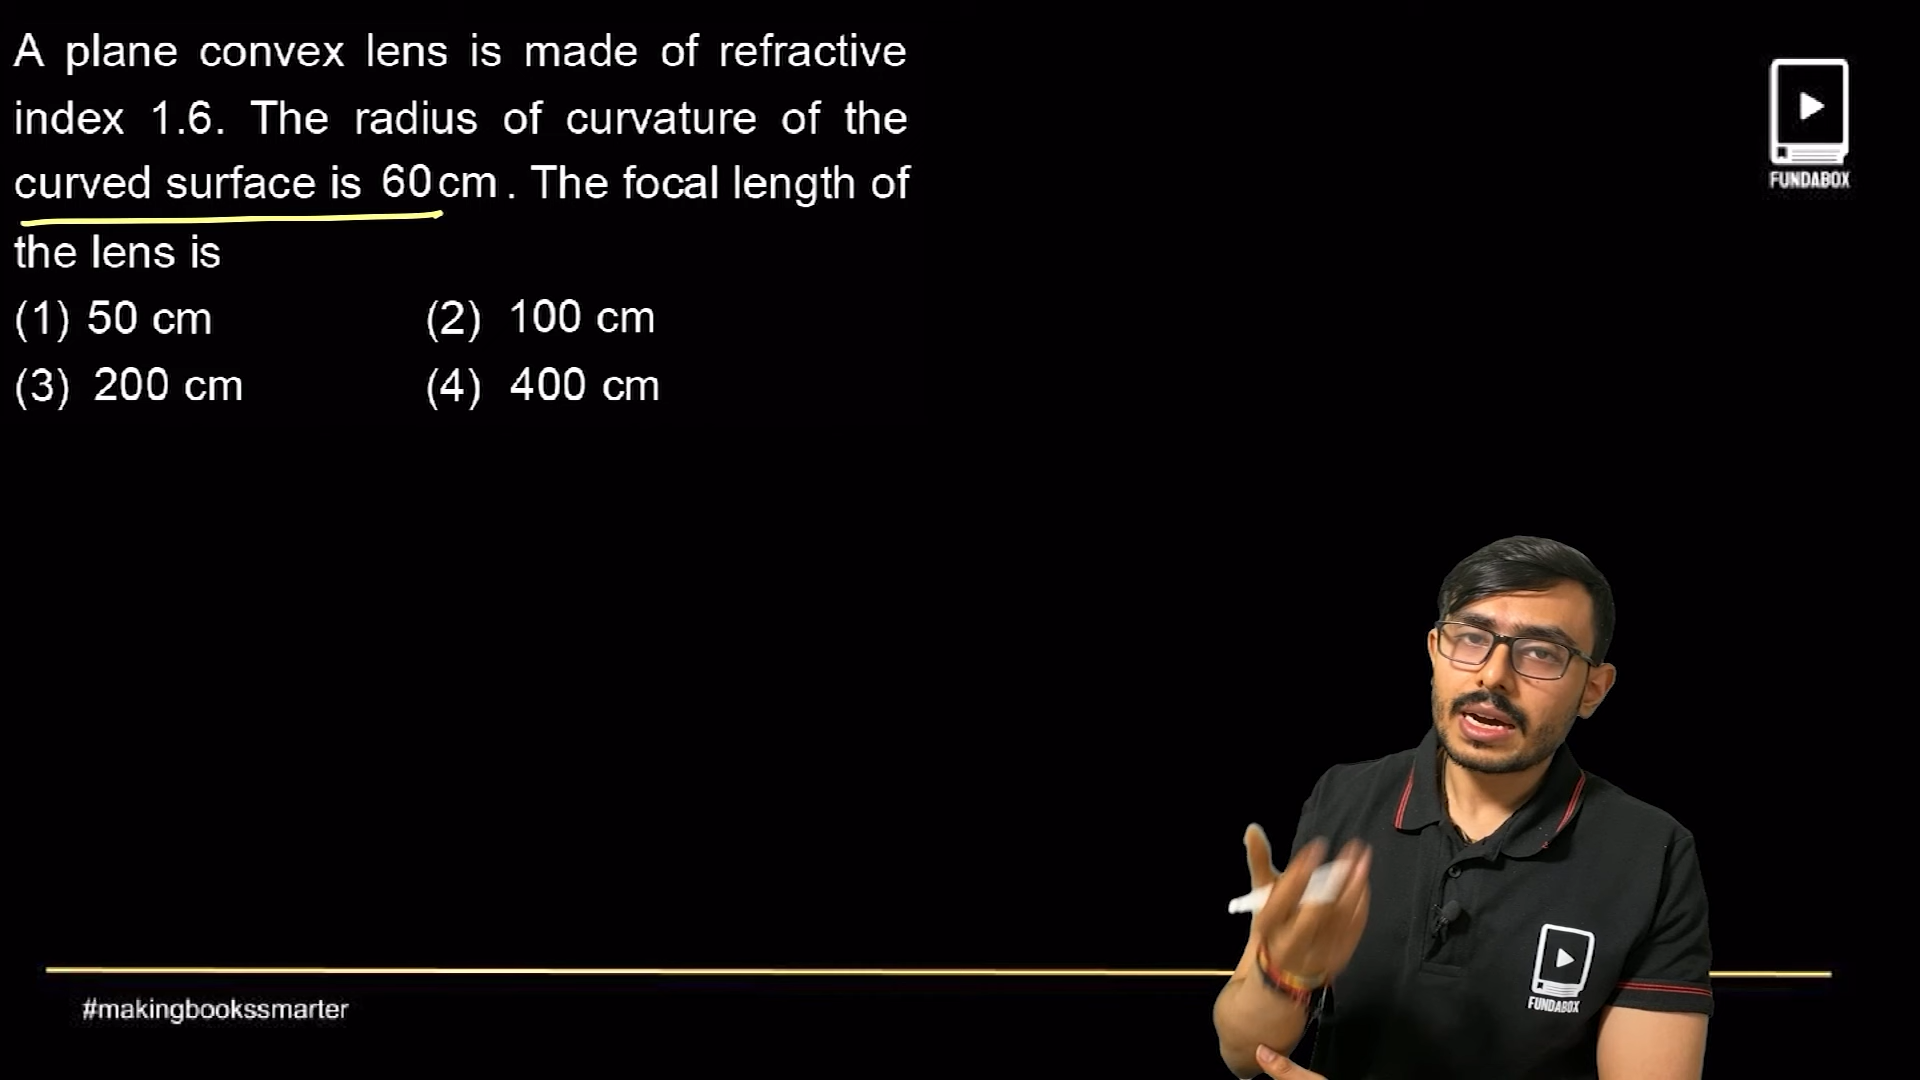 A plane convex lens is made of refractive
index 1.6. The radius of curvature of the
curved surface is 60 cm. The focal length of
the lens is
(1) 50 cm (2) 100 cm
(3) 200 cm (4) 400 cm
FUNDABOX
FUNDABOX
#makingbookssmarter